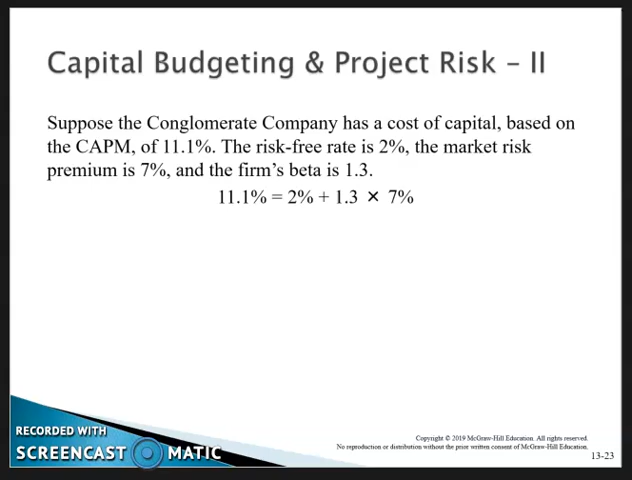 Capital Budgeting & Project Risk – II
Suppose the Conglomerate Company has a cost of capital, based on
the CAPM, of 11.1%. The risk-free rate is 2%, the market risk
premium is 7%, and the firm's beta is 1.3.
11.1% = 2% + 1.3 × 7%
RECORDED WITH
SCREENCAST MATIC
Copyright © 2019 McGraw-Hill Education. All rights reserved.
No reproduction or distribution without the prior written consent of McGraw-Hill Education.
13-23